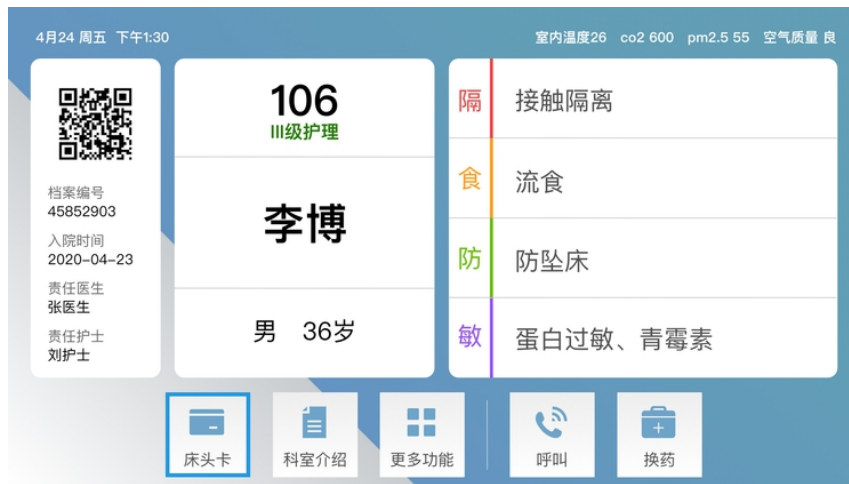 4月24 周五 下午1:30
室内温度26 co2 600 pm2.5 55 空气质量 良
档案编号
45852903
入院时间
2020-04-23
责任医生
张医生
责任护士
刘护士
106
III级护理
李博
男 36岁
隔 接触隔离
食 流食
防 防坠床
敏 蛋白过敏、青霉素
床头卡
科室介绍
更多功能
呼叫
换药